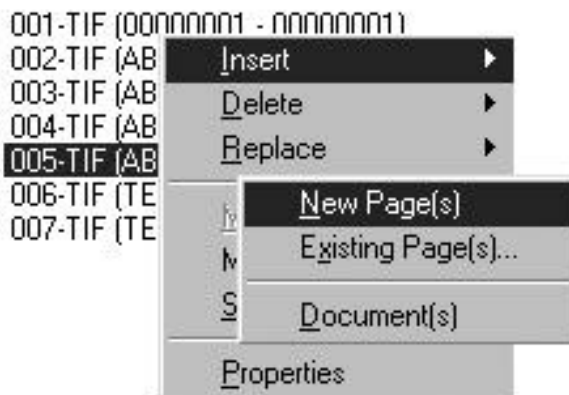 001-TIF (00000001 - 00000001)
002-TIF (AB
003-TIF (AB
004-TIF (AB
005-TIF (AB
006-TIF (TE
007-TIF (TE
Insert
Delete
Replace
New Page(s)
Existing Page(s)...
Document(s)
Properties